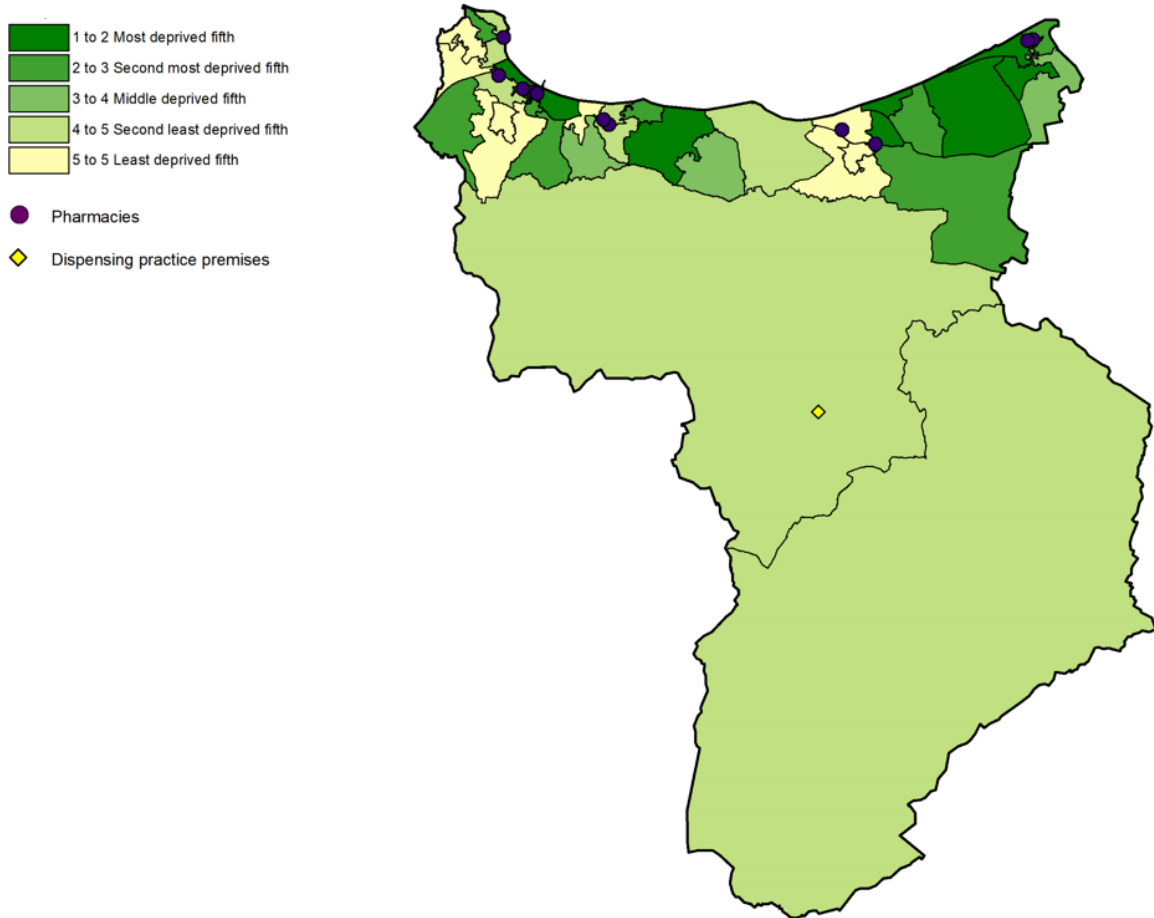 1 to 2 Most deprived fifth
2 to 3 Second most deprived fifth
3 to 4 Middle deprived fifth
4 to 5 Second least deprived fifth
5 to 5 Least deprived fifth
Pharmacies
Dispensing practice premises